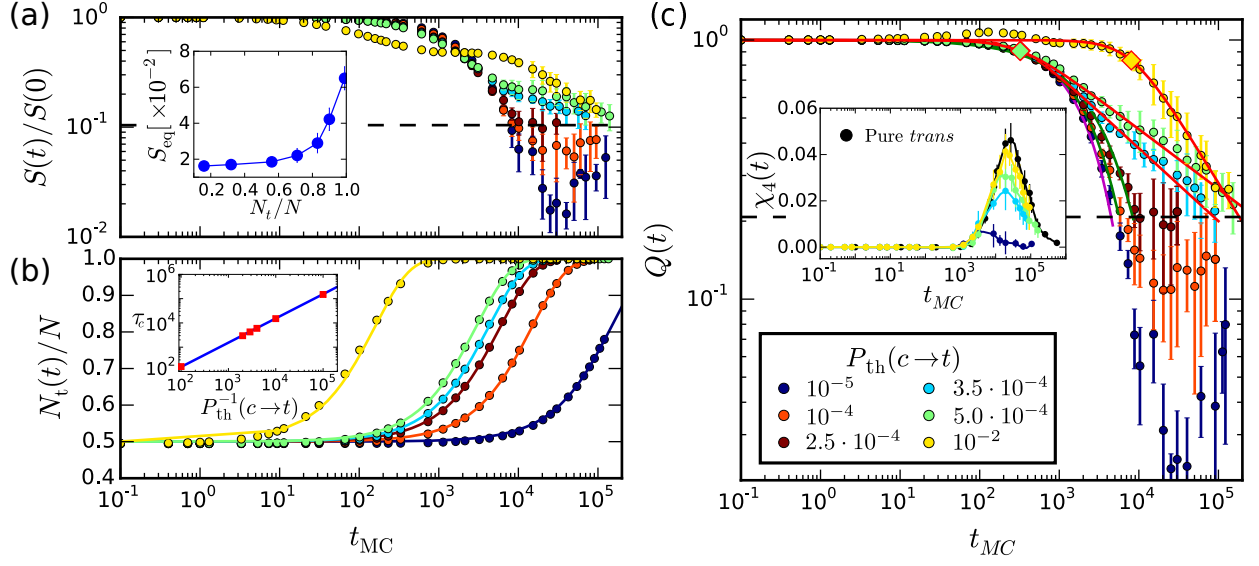 (a)
S(t)/S(0)
10^0
10^-1
10^-2
S_eq[ ×10^-2]
8
6
4
2
0.2 0.4 0.6 0.8 1.0
N_t/N
(b)
N_t(t)/N
1.0
0.9
0.8
0.7
0.6
0.5
0.4
τ_c
10^6
10^4
10^2
10^2 10^3 10^4 10^5
P_th^-1(c→t)
10^-1 10^0 10^1 10^2 10^3 10^4 10^5
t_MC
(c)
Q(t)
10^0
10^-1
χ_4(t)
0.06
0.04
0.02
0.00
Pure trans
10^-1 10^1 10^3 10^5
t_MC
P_th(c→t)
10^-5 3.5·10^-4
10^-4 5.0·10^-4
2.5·10^-4 10^-2
10^-1 10^0 10^1 10^2 10^3 10^4 10^5
t_MC